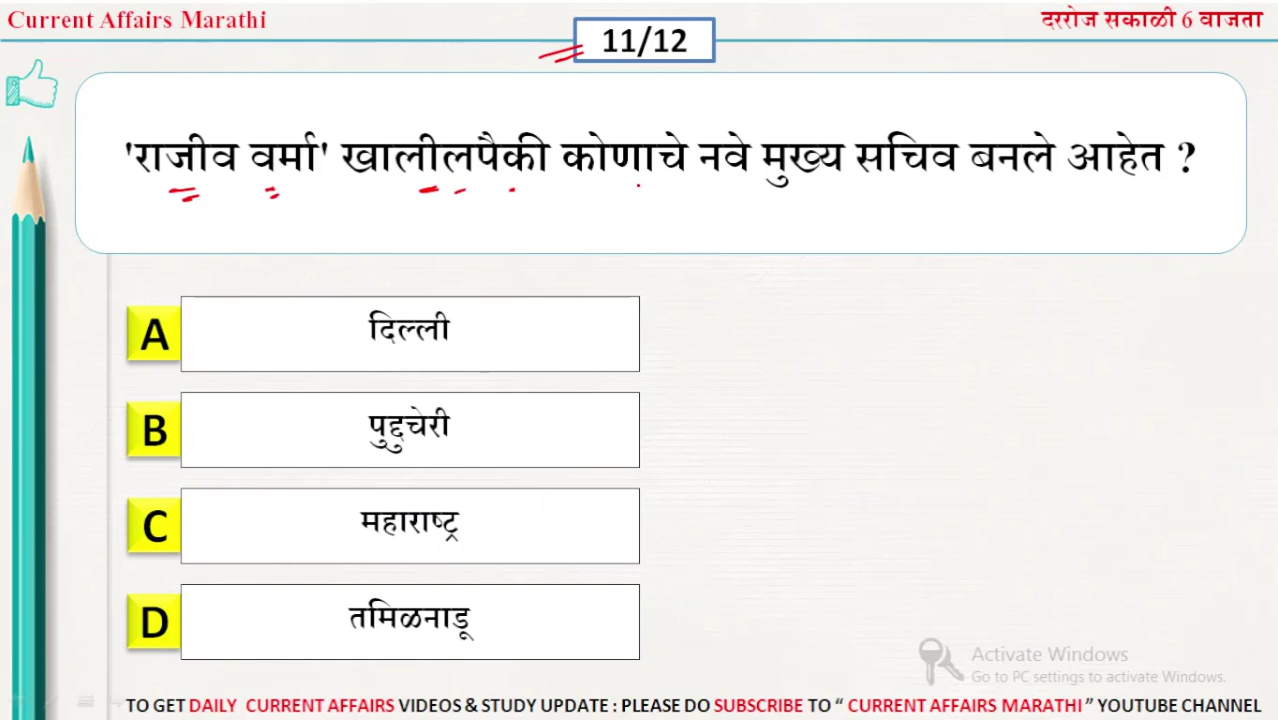 Current Affairs Marathi
दररोज सकाळी 6 वाजता
11/12
'राजीव वर्मा' खालीलपैकी कोणाचे नवे मुख्य सचिव बनले आहेत ?
A दिल्ली
B पुद्दुचेरी
C महाराष्ट्र
D तमिळनाडू
Activate Windows
Go to PC settings to activate Windows.
TO GET DAILY CURRENT AFFAIRS VIDEOS & STUDY UPDATE : PLEASE DO SUBSCRIBE TO “ CURRENT AFFAIRS MARATHI ” YOUTUBE CHANNEL